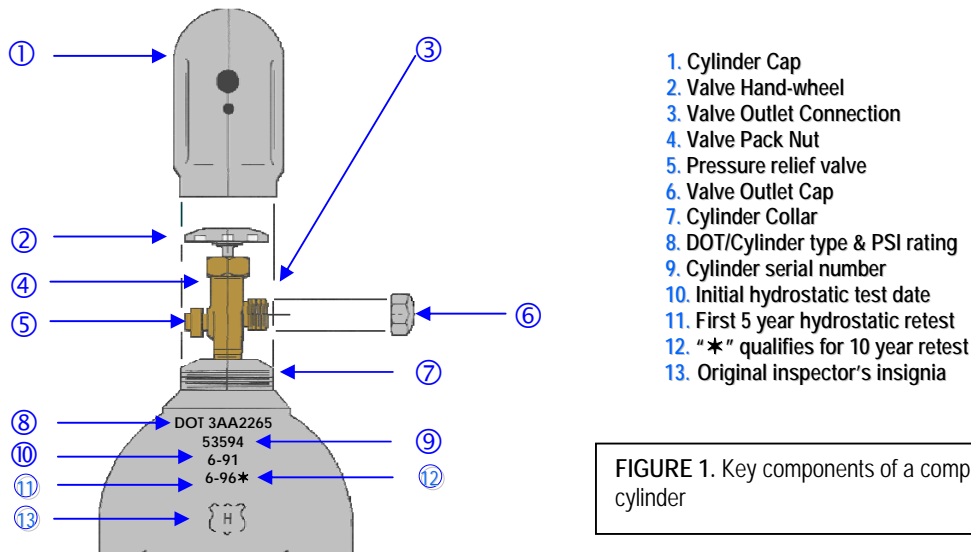 ①
③
1. Cylinder Cap
2. Valve Hand-wheel
3. Valve Outlet Connection
4. Valve Pack Nut
5. Pressure relief valve
6. Valve Outlet Cap
7. Cylinder Collar
8. DOT/Cylinder type & PSI rating
9. Cylinder serial number
10. Initial hydrostatic test date
11. First 5 year hydrostatic retest
12. “✶” qualifies for 10 year retest
13. Original inspector’s insignia
②
④
⑤
⑥
⑦
⑧ DOT 3AA2265
53594 ⑨
⑩ 6-91
⑪ 6-96✶ ⑫
⑬ H
FIGURE 1. Key components of a comp
cylinder